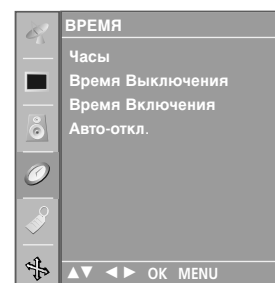 ВРЕМЯ
Часы
Время Выключения
Время Включения
Авто-откл.
▲▼ ◄► OK MENU